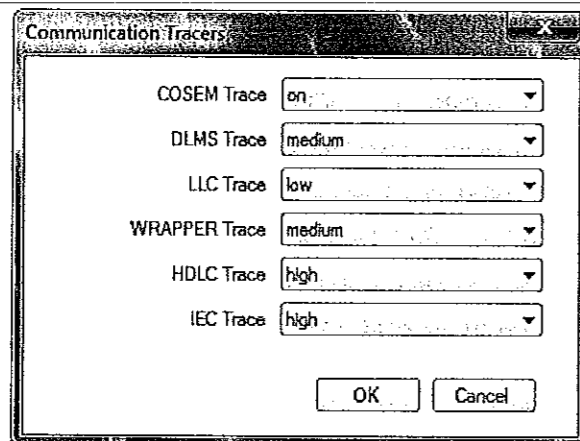 Communication Tracers
COSEM Trace on
DLMS Trace medium
LLC Trace low
WRAPPER Trace medium
HDLC Trace high
IEC Trace high
OK Cancel